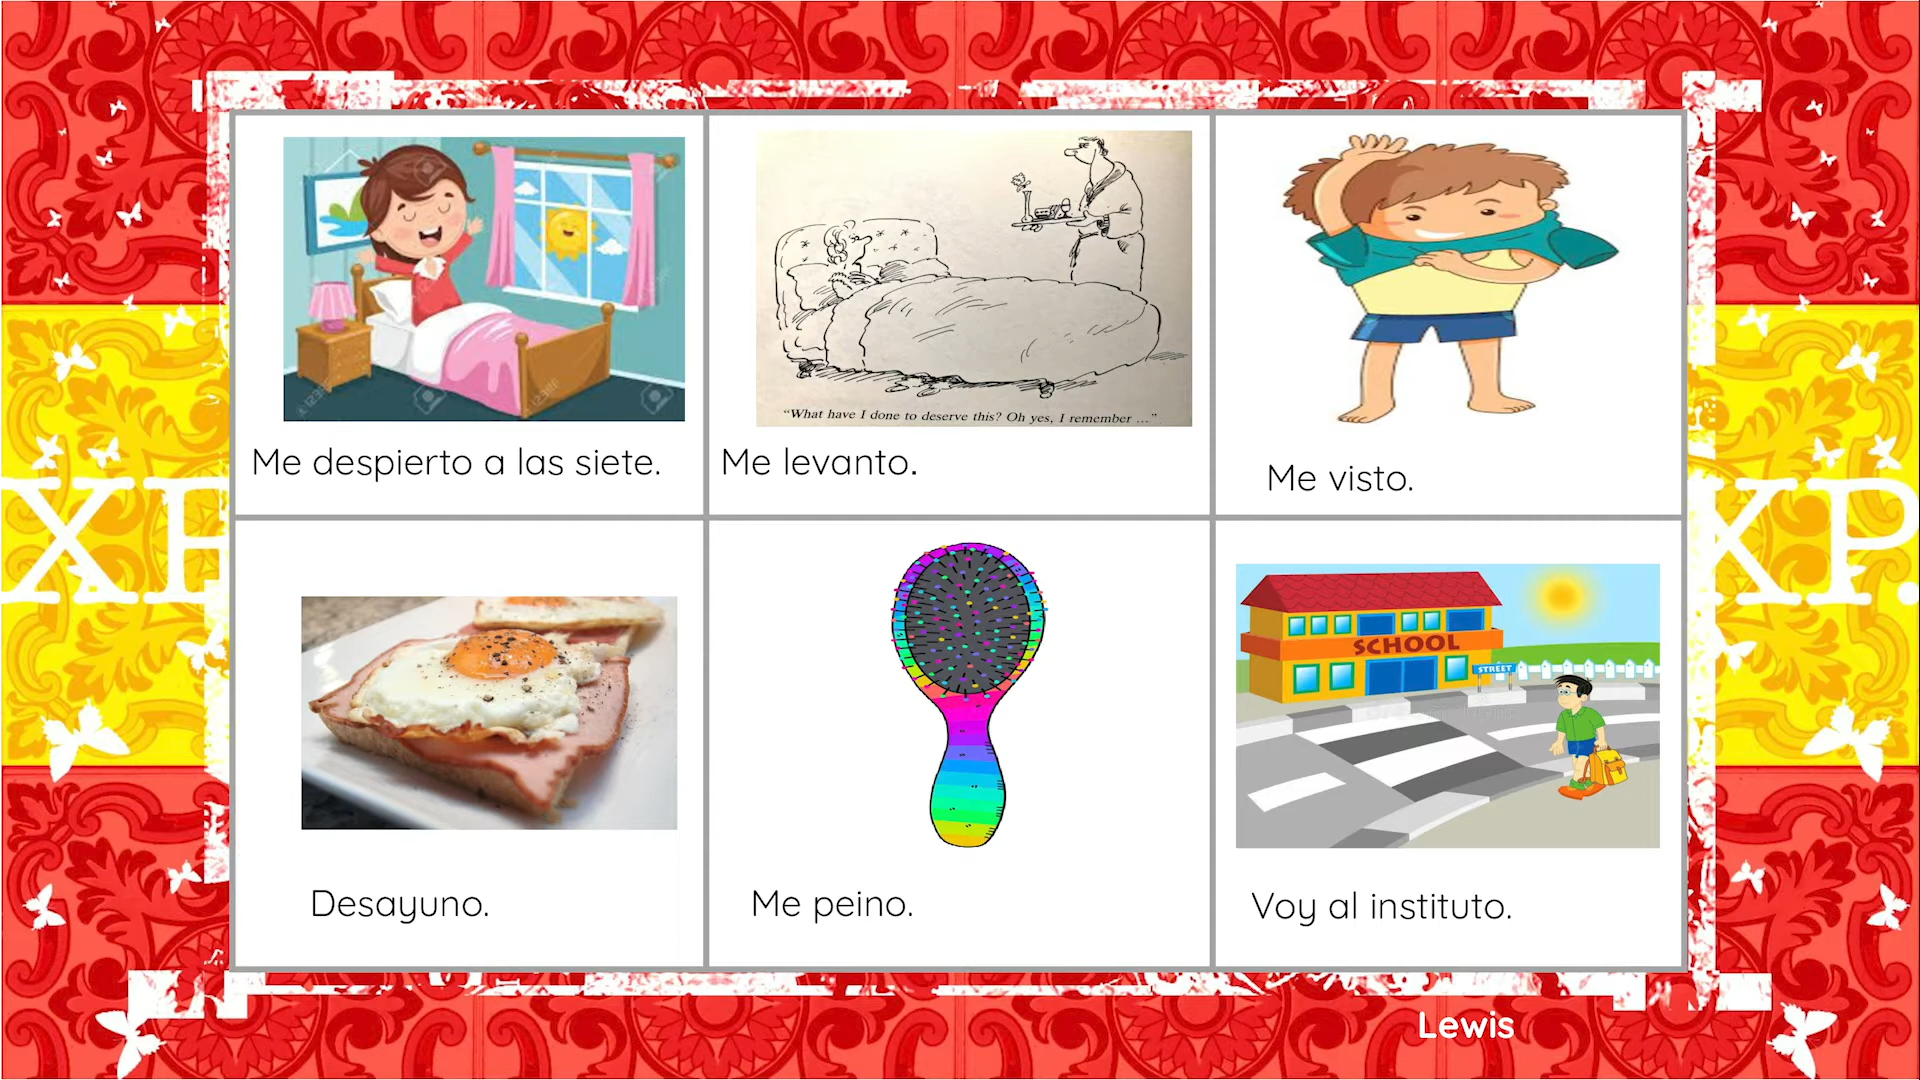 "What have I done to deserve this? Oh yes, I remember ..."
Me despierto a las siete.
Me levanto.
Me visto.
SCHOOL
STREET
Desayuno.
Me peino.
Voy al instituto.
Lewis